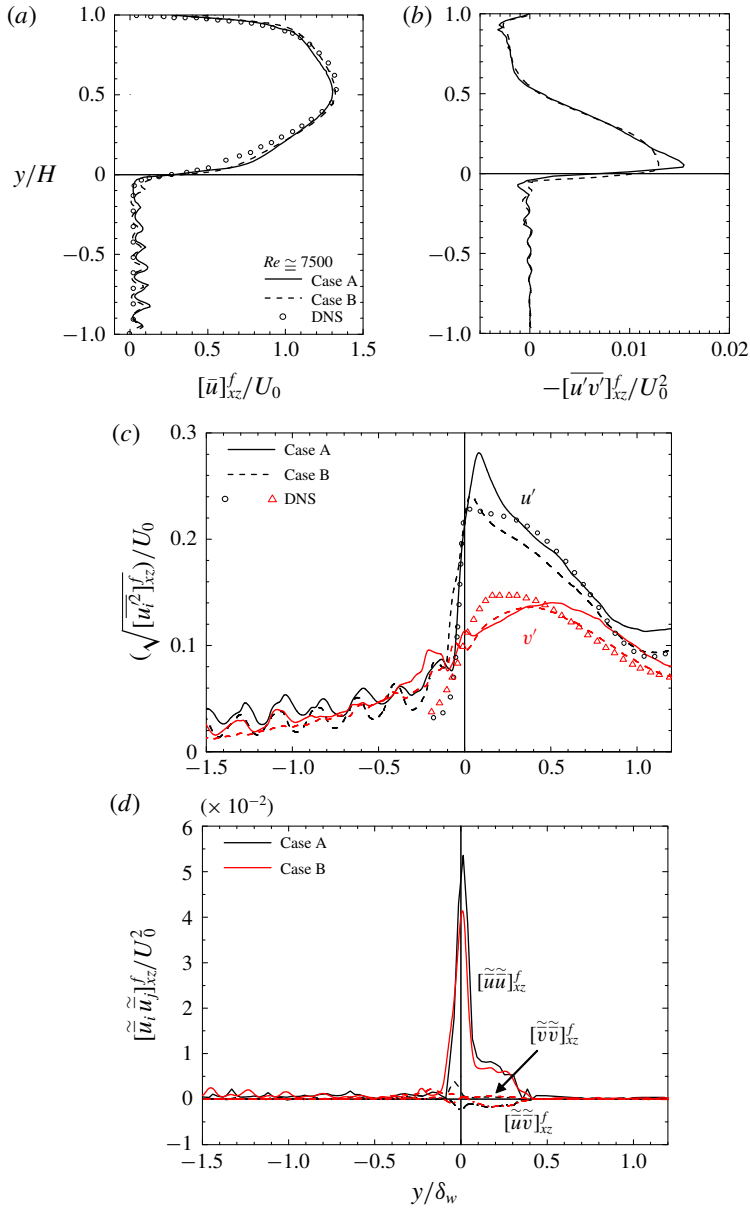 (a)
(b)
1.0
0.5
0
−0.5
−1.0
y/H
Re ≌ 7500
Case A
Case B
DNS
0 0.5 1.0 1.5
[ū]^f_xz/U_0
1.0
0.5
0
−0.5
−1.0
0 0.01 0.02
−[\overline{u′v′}]^f_xz/U_0^2
(c)
0.3
0.2
0.1
0
Case A
Case B
DNS
u′
v′
(√[\overline{u_i′^2}]^f_xz)/U_0
−1.5 −1.0 −0.5 0 0.5 1.0
(d)
(× 10^−2)
6
5
4
3
2
1
0
−1
Case A
Case B
[ũ̄_i ũ̄_j]^f_xz/U_0^2
[ũ̄ũ̄]^f_xz
[ṽ̄ṽ̄]^f_xz
[ũ̄ṽ̄]^f_xz
−1.5 −1.0 −0.5 0 0.5 1.0
y/δ_w